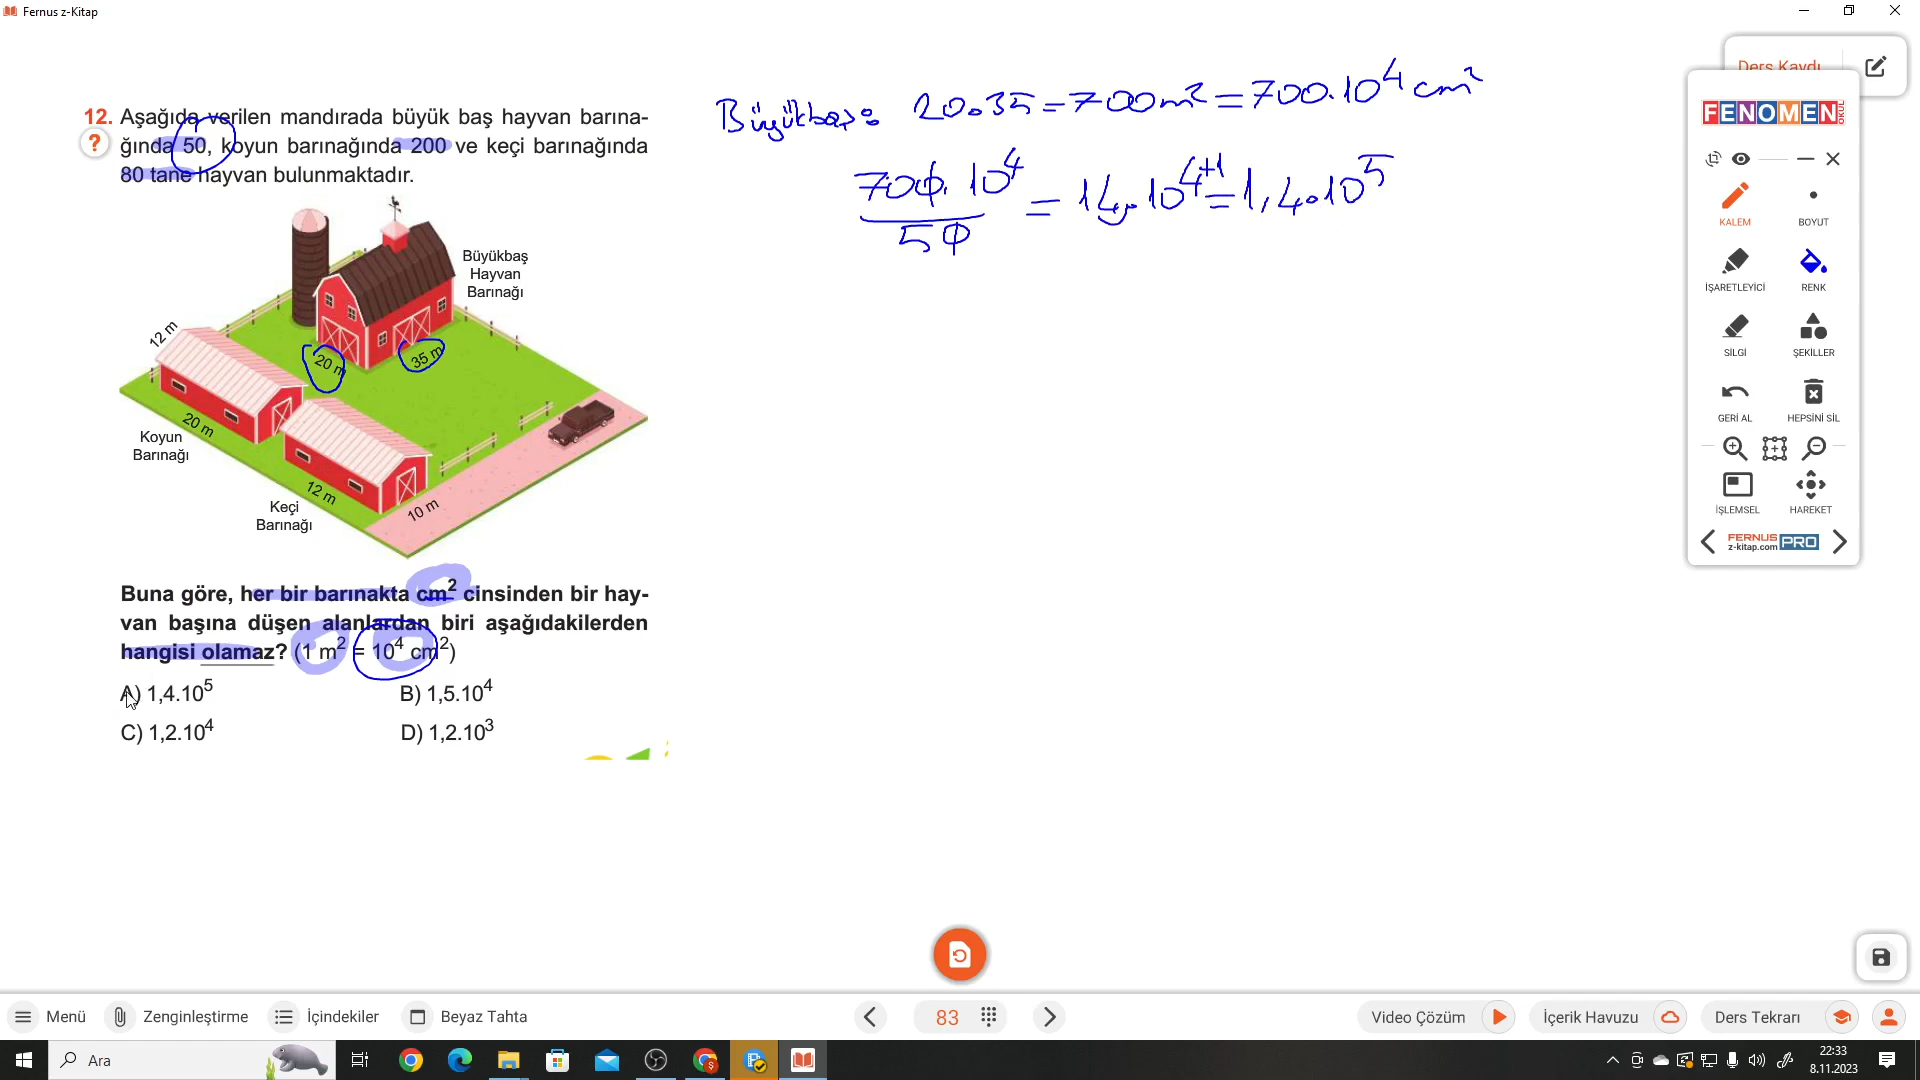 Fernus z-Kitap
Ders Kaydı
12. Aşağıda verilen mandırada büyük baş hayvan barına-
ğında 50, koyun barınağında 200 ve keçi barınağında
80 tane hayvan bulunmaktadır.
Büyükbaş
Hayvan
Barınağı
12 m
20 m
35 m
20 m
Koyun
Barınağı
12 m
10 m
Keçi
Barınağı
Buna göre, her bir barınakta cm² cinsinden bir hay-
van başına düşen alanlardan biri aşağıdakilerden
hangisi olamaz? (1 m² = 10⁴ cm²)
A) 1,4.10⁵
B) 1,5.10⁴
C) 1,2.10⁴
D) 1,2.10³
Büyükbaş: 20.35=700m²=700.10⁴ cm²
700.10⁴
50
= 14.10⁴⁺¹=1,4.10⁵
FENOMEN OKUL
KALEM
BOYUT
İŞARETLEYİCİ
RENK
SİLGİ
ŞEKİLLER
GERİ AL
HEPSİNİ SİL
İŞLEMSEL
HAREKET
FERNUS PRO
z-kitap.com
Menü
Zenginleştirme
İçindekiler
Beyaz Tahta
83
Video Çözüm
İçerik Havuzu
Ders Tekrarı
Ara
22:33
8.11.2023